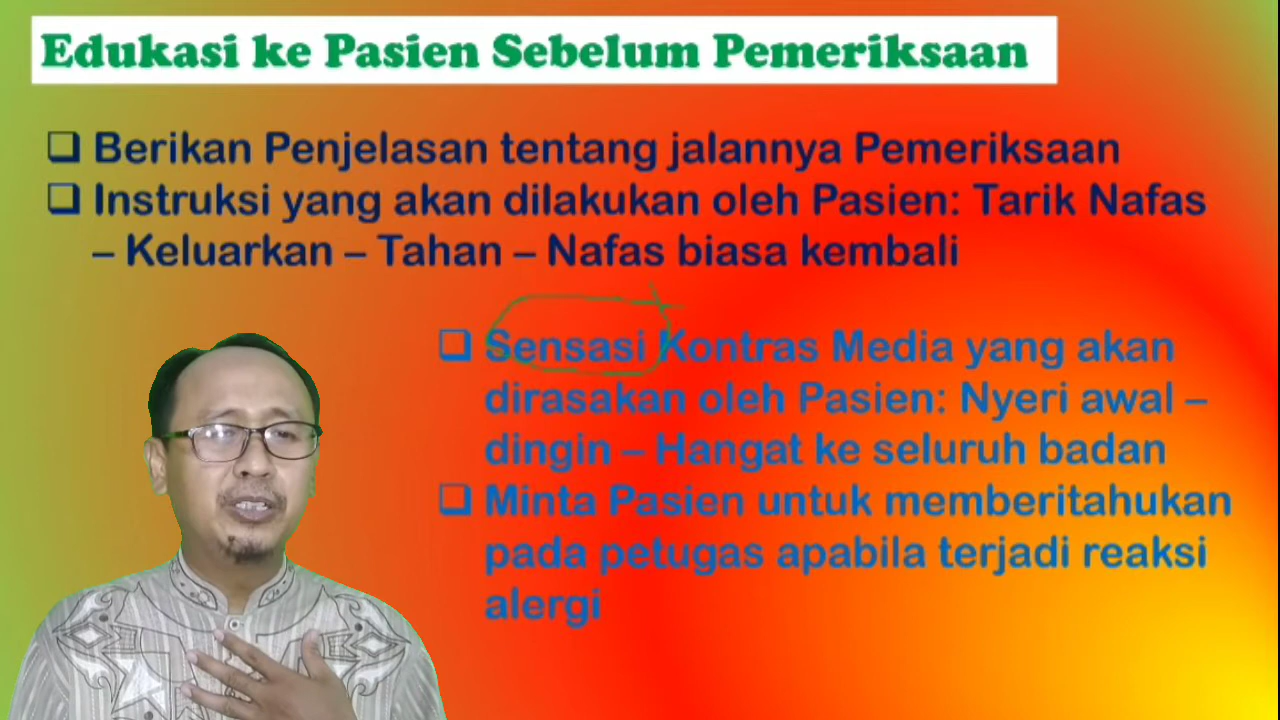 Edukasi ke Pasien Sebelum Pemeriksaan
❑ Berikan Penjelasan tentang jalannya Pemeriksaan
❑ Instruksi yang akan dilakukan oleh Pasien: Tarik Nafas
– Keluarkan – Tahan – Nafas biasa kembali
❑ Sensasi Kontras Media yang akan
dirasakan oleh Pasien: Nyeri awal –
dingin – Hangat ke seluruh badan
❑ Minta Pasien untuk memberitahukan
pada petugas apabila terjadi reaksi
alergi